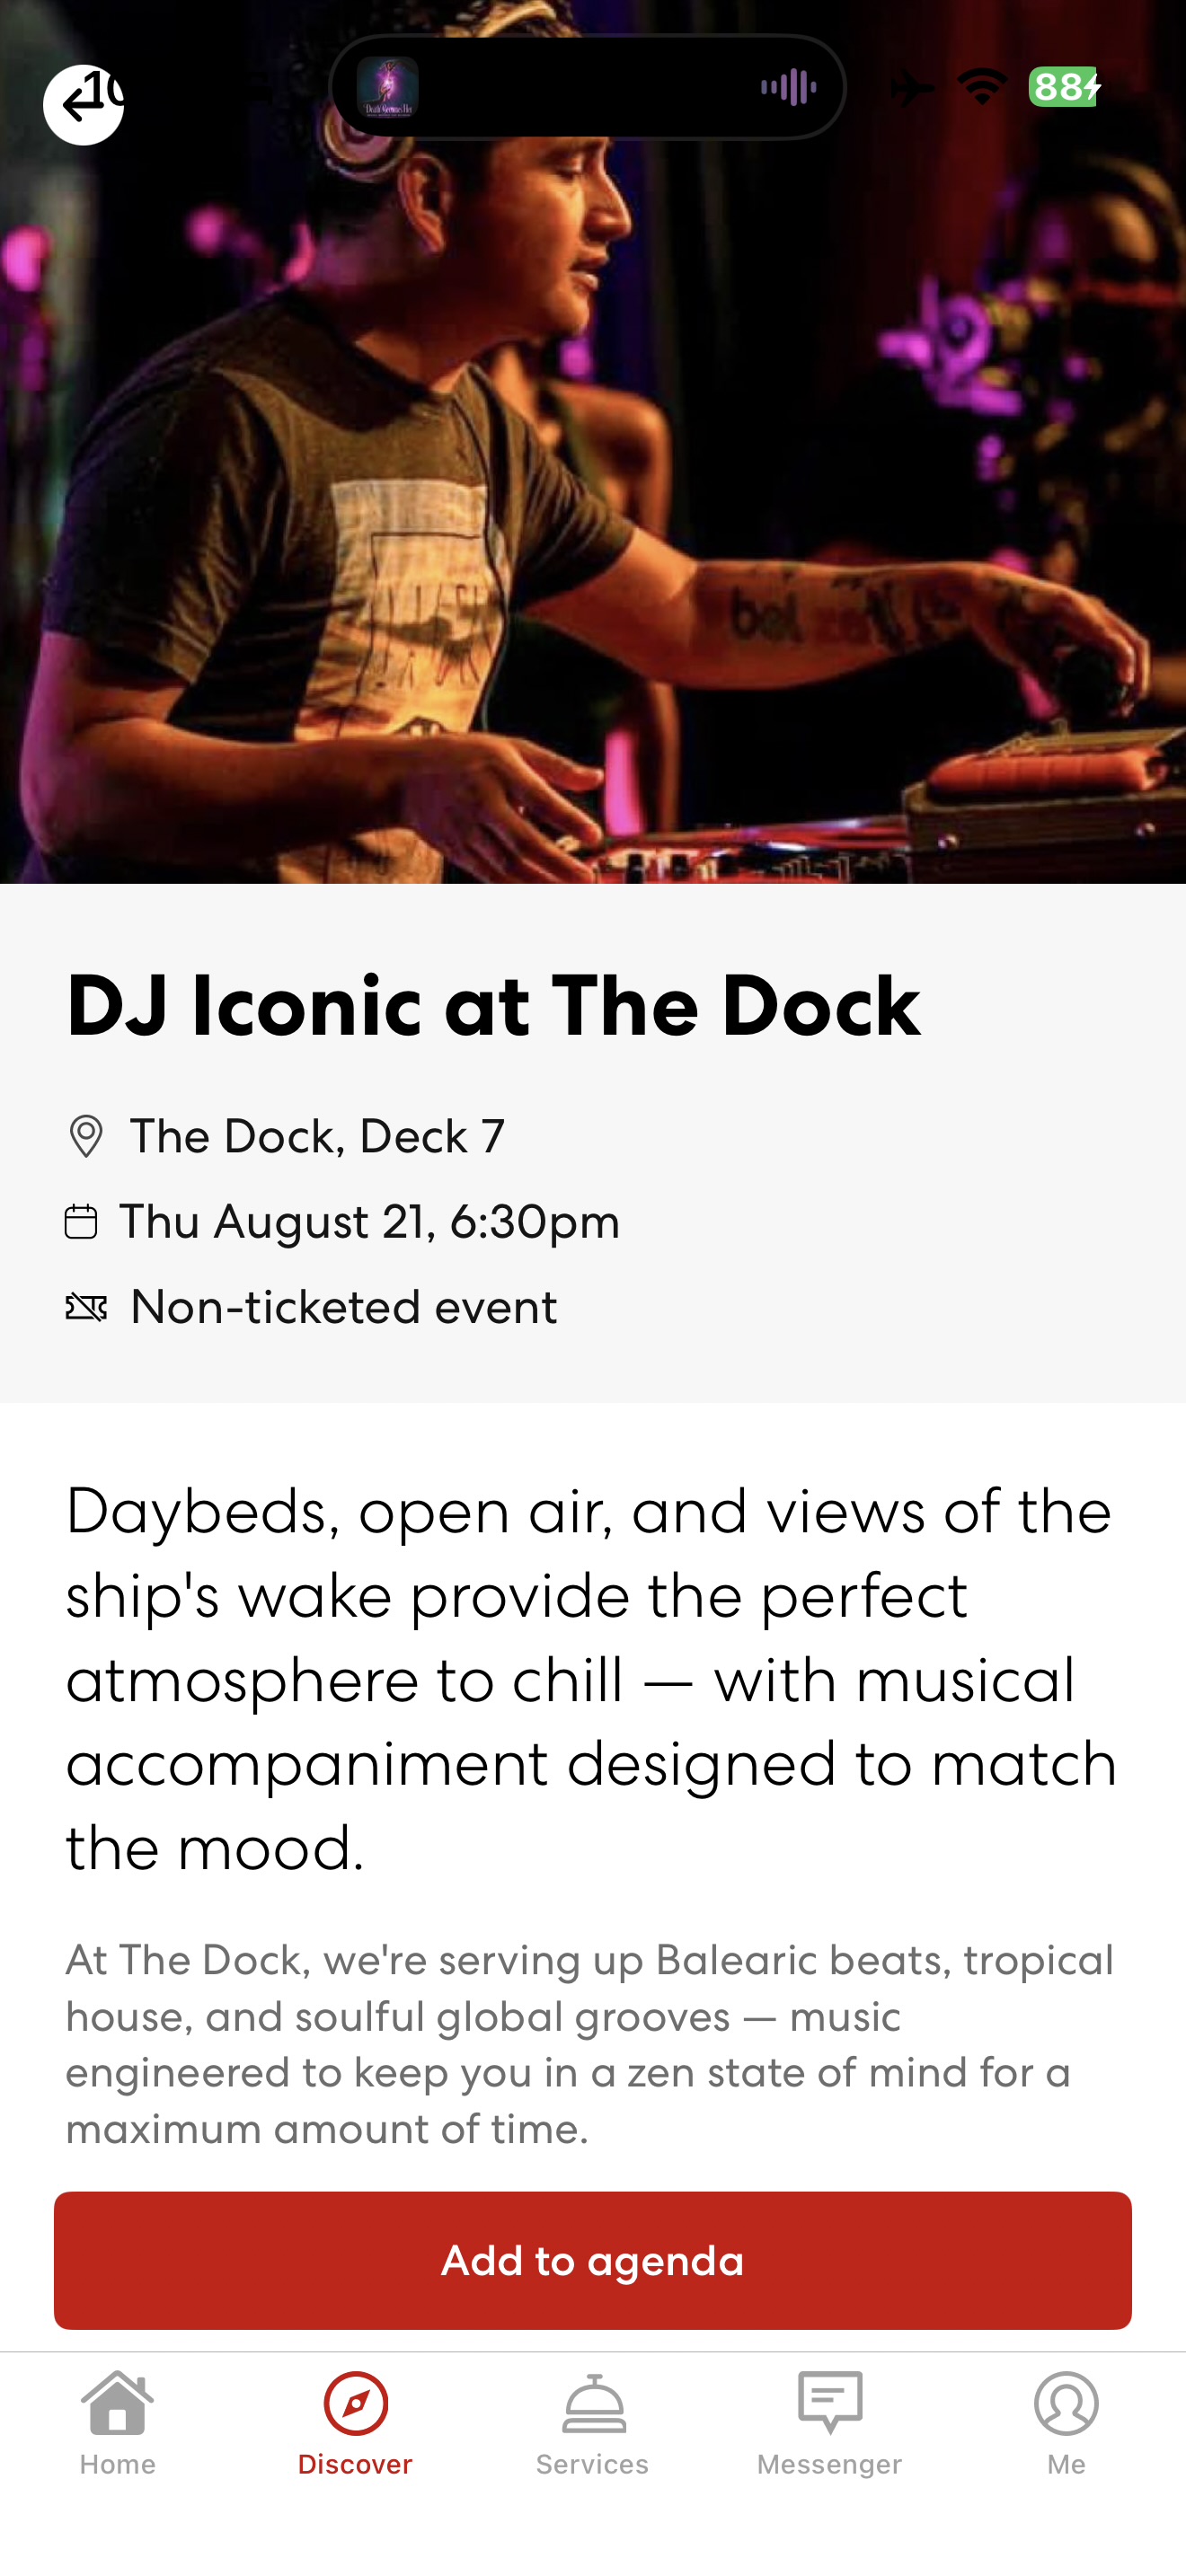 10
88
DJ Iconic at The Dock
The Dock, Deck 7
Thu August 21, 6:30pm
Non-ticketed event
Daybeds, open air, and views of the
ship's wake provide the perfect
atmosphere to chill — with musical
accompaniment designed to match
the mood.
At The Dock, we're serving up Balearic beats, tropical
house, and soulful global grooves — music
engineered to keep you in a zen state of mind for a
maximum amount of time.
Add to agenda
Home
Discover
Services
Messenger
Me